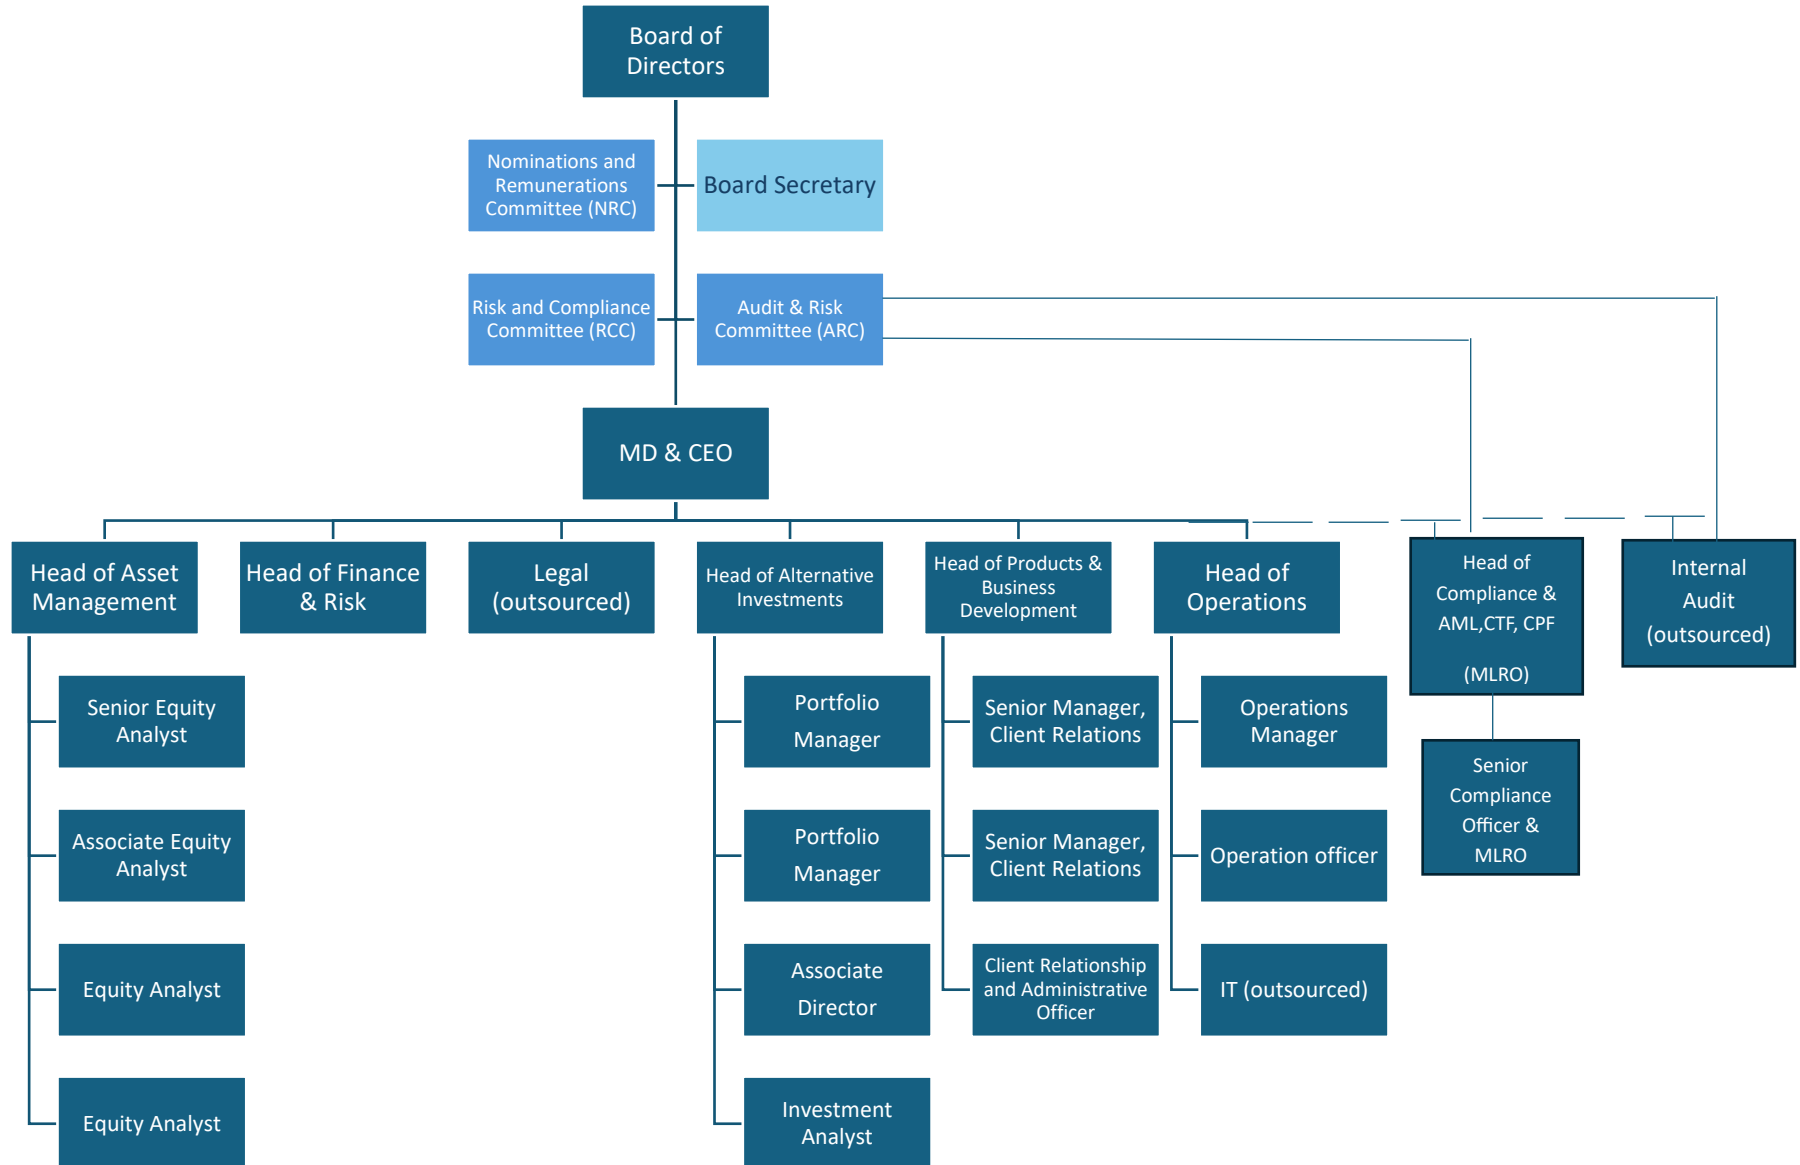 Board of
Directors
Nominations and
Remunerations
Committee (NRC)
Board Secretary
Risk and Compliance
Committee (RCC)
Audit & Risk
Committee (ARC)
MD & CEO
Head of Asset
Management
Head of Finance
& Risk
Legal
(outsourced)
Head of Alternative
Investments
Head of Products &
Business
Development
Head of
Operations
Head of
Compliance &
AML,CTF, CPF
(MLRO)
Internal
Audit
(outsourced)
Senior Equity
Analyst
Associate Equity
Analyst
Equity Analyst
Equity Analyst
Portfolio
Manager
Portfolio
Manager
Associate
Director
Investment
Analyst
Senior Manager,
Client Relations
Senior Manager,
Client Relations
Client Relationship
and Administrative
Officer
Operations
Manager
Operation officer
IT (outsourced)
Senior
Compliance
Officer &
MLRO